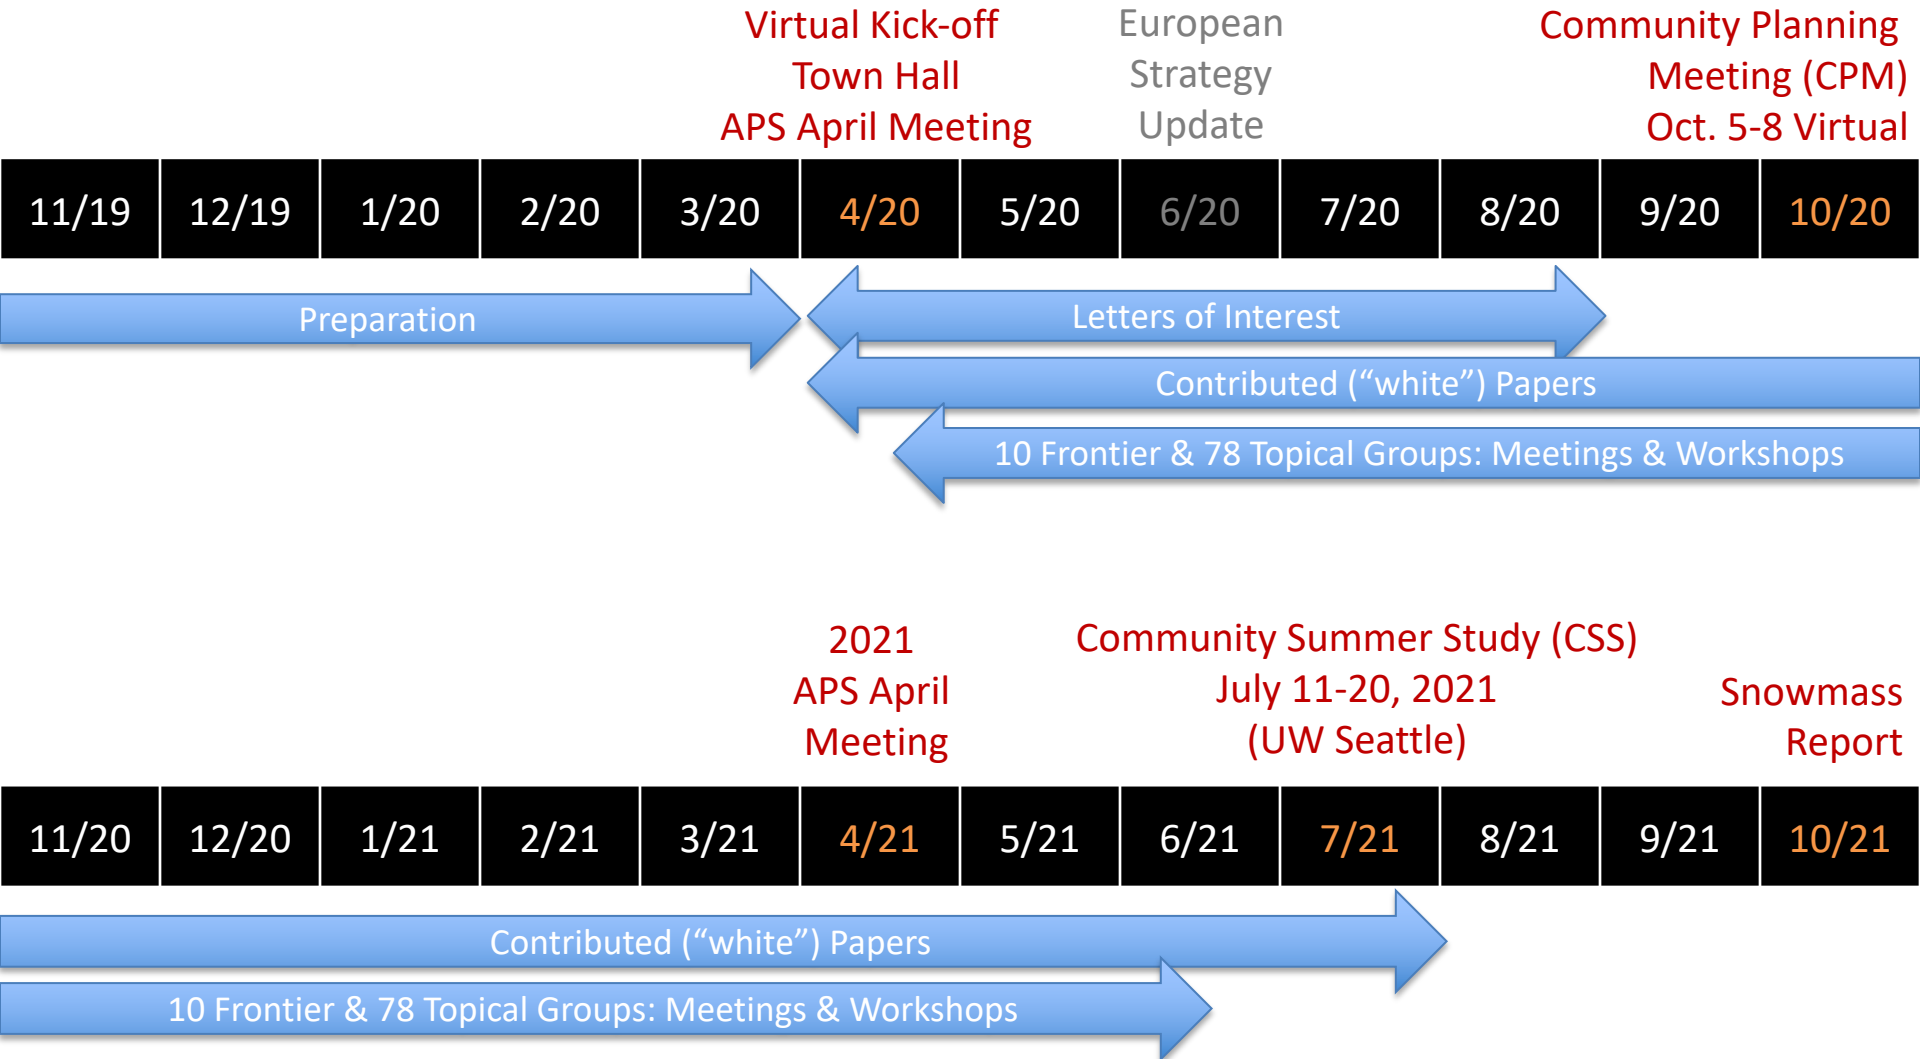 Virtual Kick-off
Town Hall
APS April Meeting
European
Strategy
Update
Community Planning
Meeting (CPM)
Oct. 5-8 Virtual
11/19 12/19 1/20 2/20 3/20 4/20 5/20 6/20 7/20 8/20 9/20 10/20
Preparation
Letters of Interest
Contributed (“white”) Papers
10 Frontier & 78 Topical Groups: Meetings & Workshops
2021
APS April
Meeting
Community Summer Study (CSS)
July 11-20, 2021
(UW Seattle)
Snowmass
Report
11/20 12/20 1/21 2/21 3/21 4/21 5/21 6/21 7/21 8/21 9/21 10/21
Contributed (“white”) Papers
10 Frontier & 78 Topical Groups: Meetings & Workshops